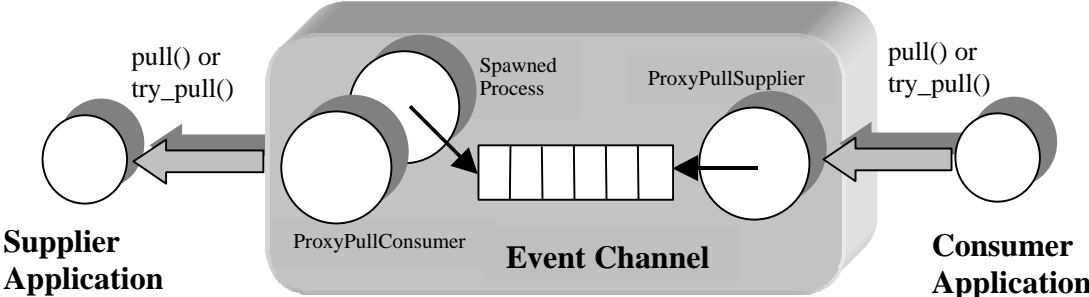 pull() or
try_pull()
Spawned
Process
ProxyPullSupplier
pull() or
try_pull()
ProxyPullConsumer
Supplier
Application
Event Channel
Consumer
Application